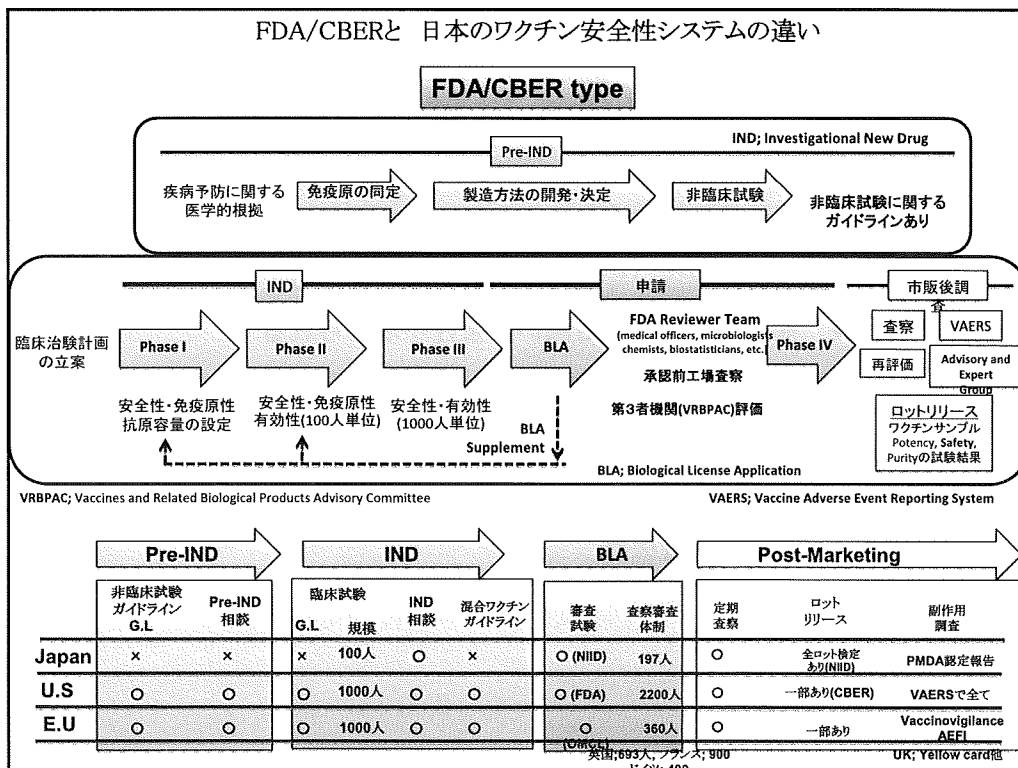 FDA/CBERと 日本のワクチン安全性システムの違い
FDA/CBER type
IND; Investigational New Drug
Pre-IND
疾病予防に関する
医学的根拠
免疫原の同定
製造方法の開発・決定
非臨床試験
非臨床試験に関する
ガイドラインあり
IND
申請
市販後調
査
臨床治験計画
の立案
Phase I
Phase II
Phase III
BLA
FDA Reviewer Team
(medical officers, microbiologists
chemists, biostatisticians, etc.)
承認前工場査察
第3者機関(VRBPAC)評価
Phase IV
査察
VAERS
再評価
Advisory and
Expert
Group
安全性・免疫原性
抗原容量の設定
安全性・免疫原性
有効性(100人単位)
安全性・有効性
(1000人単位)
BLA
Supplement
ロットリリース
ワクチンサンプル
Potency, Safety,
Purityの試験結果
BLA; Biological License Application
VRBPAC; Vaccines and Related Biological Products Advisory Committee
VAERS; Vaccine Adverse Event Reporting System
Pre-IND
IND
BLA
Post-Marketing
非臨床試験
ガイドライン
G.L
Pre-IND
相談
臨床試験
G.L 規模
IND
相談
混合ワクチン
ガイドライン
審査
試験
査察審査
体制
定期
査察
ロット
リリース
副作用
調査
Japan × × × 100人 ○ × ○ (NIID) 197人 ○ 全ロット検定あり(NIID) PMDA認定報告
U.S ○ ○ ○ 1000人 ○ ○ ○ (FDA) 2200人 ○ 一部あり(CBER) VAERSで全て
E.U ○ ○ ○ 1000人 ○ ○ ○ (OMCL) 360人 ○ 一部あり Vaccinovigilance AEFI
英国;693人, フランス; 900
UK; Yellow card他